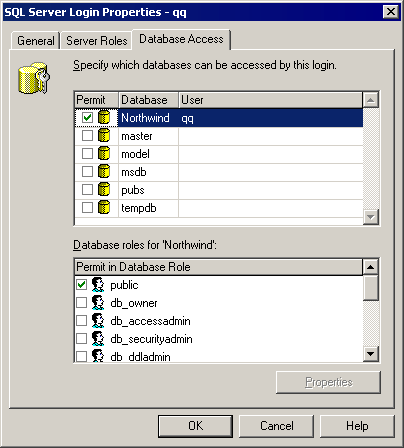 SQL Server Login Properties - qq
General Server Roles Database Access
Specify which databases can be accessed by this login.
Permit Database User
Northwind qq
master
model
msdb
pubs
tempdb
Database roles for 'Northwind':
Permit in Database Role
public
db_owner
db_accessadmin
db_securityadmin
db_ddladmin
Properties
OK Cancel Help